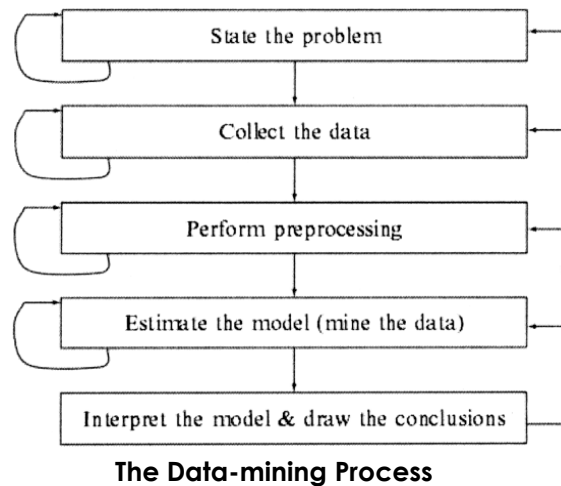 State the problem
Collect the data
Perform preprocessing
Estimate the model (mine the data)
Interpret the model & draw the conclusions
The Data-mining Process